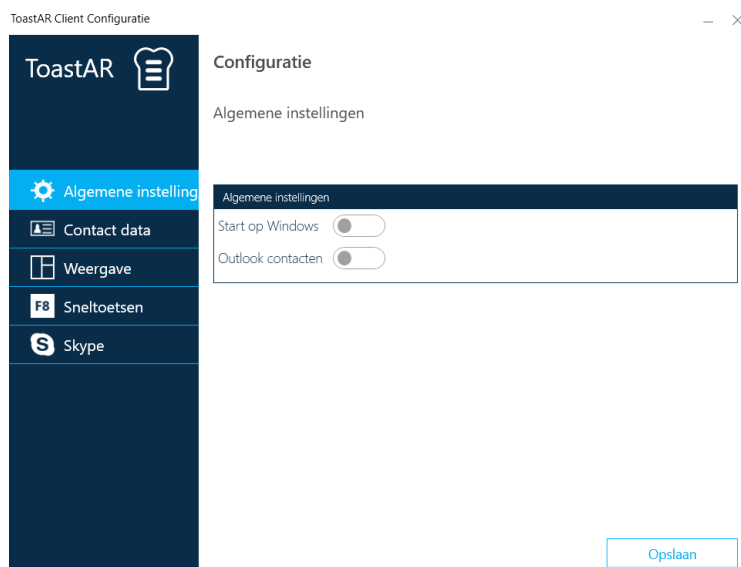 ToastAR Client Configuratie
ToastAR
Configuratie
Algemene instellingen
Algemene instelling
Contact data
Weergave
F8 Sneltoetsen
S Skype
Algemene instellingen
Start op Windows
Outlook contacten
Opslaan